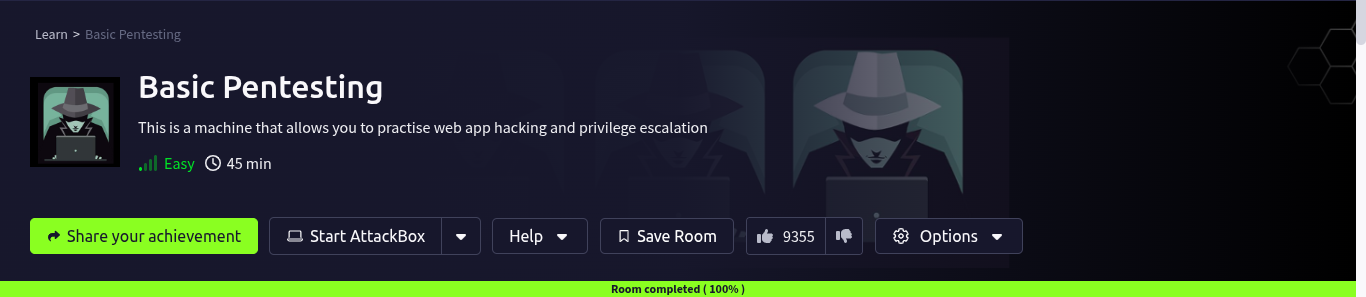 Learn > Basic Pentesting
Basic Pentesting
This is a machine that allows you to practise web app hacking and privilege escalation
Easy 45 min
Share your achievement Start AttackBox Help Save Room 9355 Options
Room completed ( 100% )